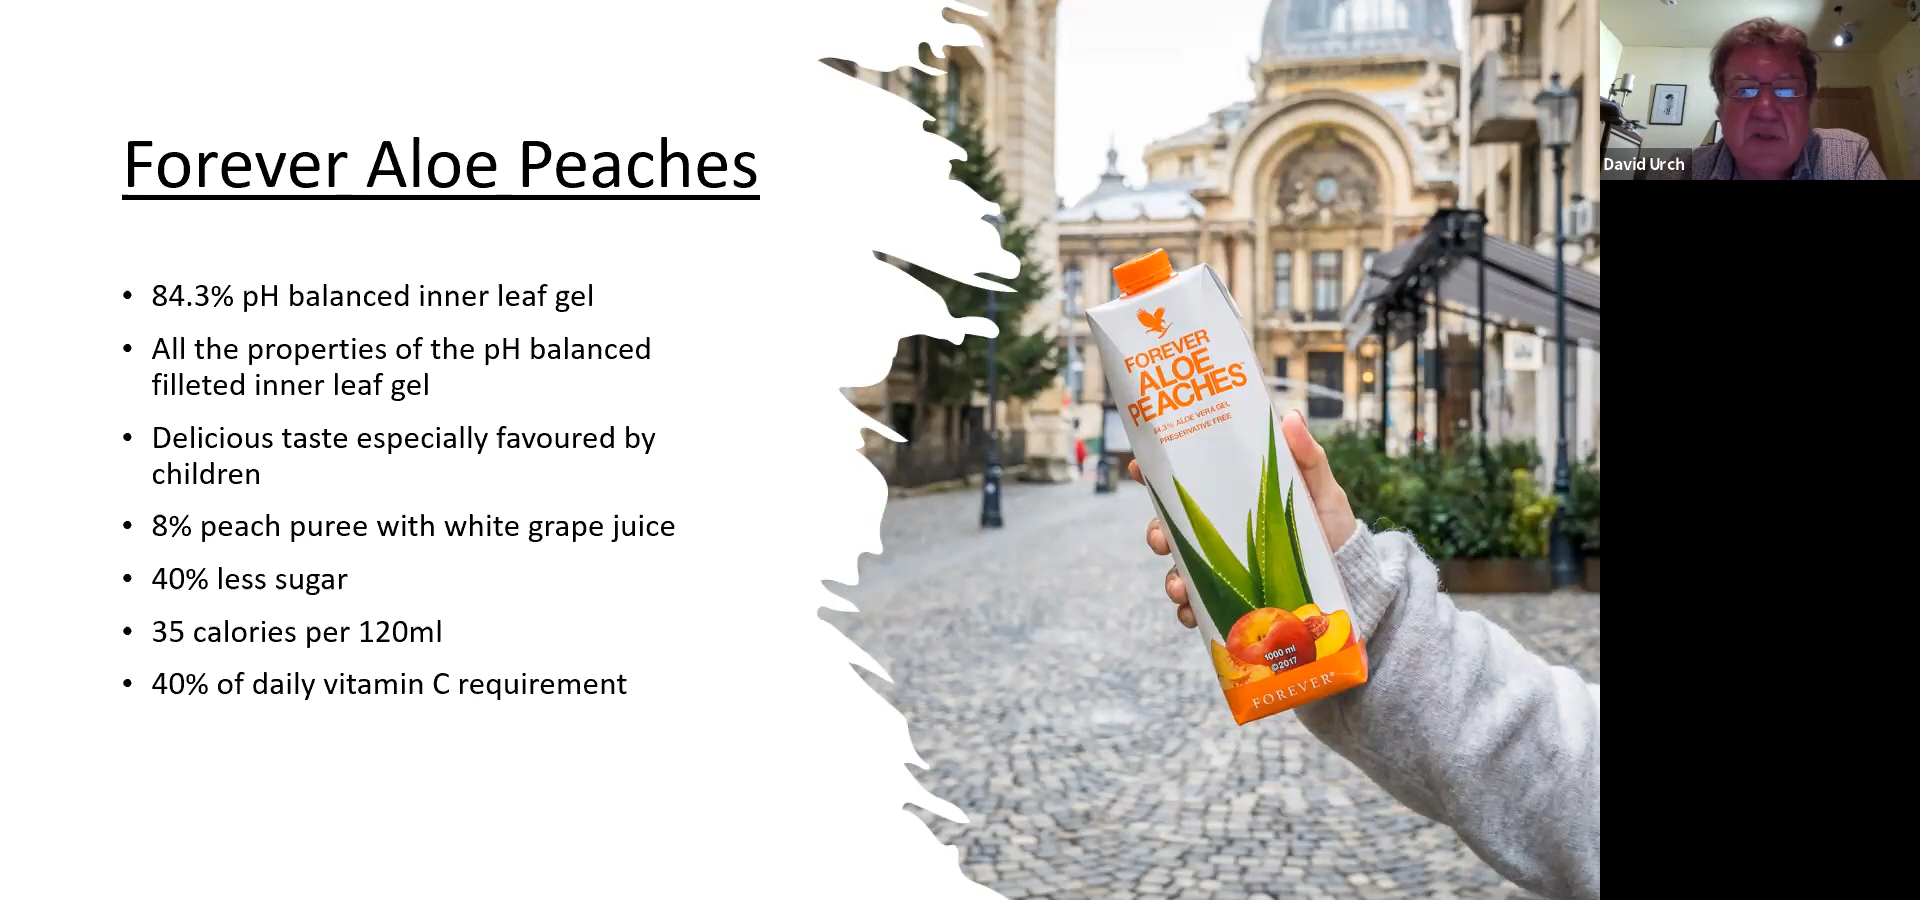 Forever Aloe Peaches
• 84.3% pH balanced inner leaf gel
• All the properties of the pH balanced
filleted inner leaf gel
• Delicious taste especially favoured by
children
• 8% peach puree with white grape juice
• 40% less sugar
• 35 calories per 120ml
• 40% of daily vitamin C requirement
FOREVER
ALOE
PEACHES™
84.3% ALOE VERA GEL
PRESERVATIVE FREE
1000 ml
©2017
FOREVER®
David Urch